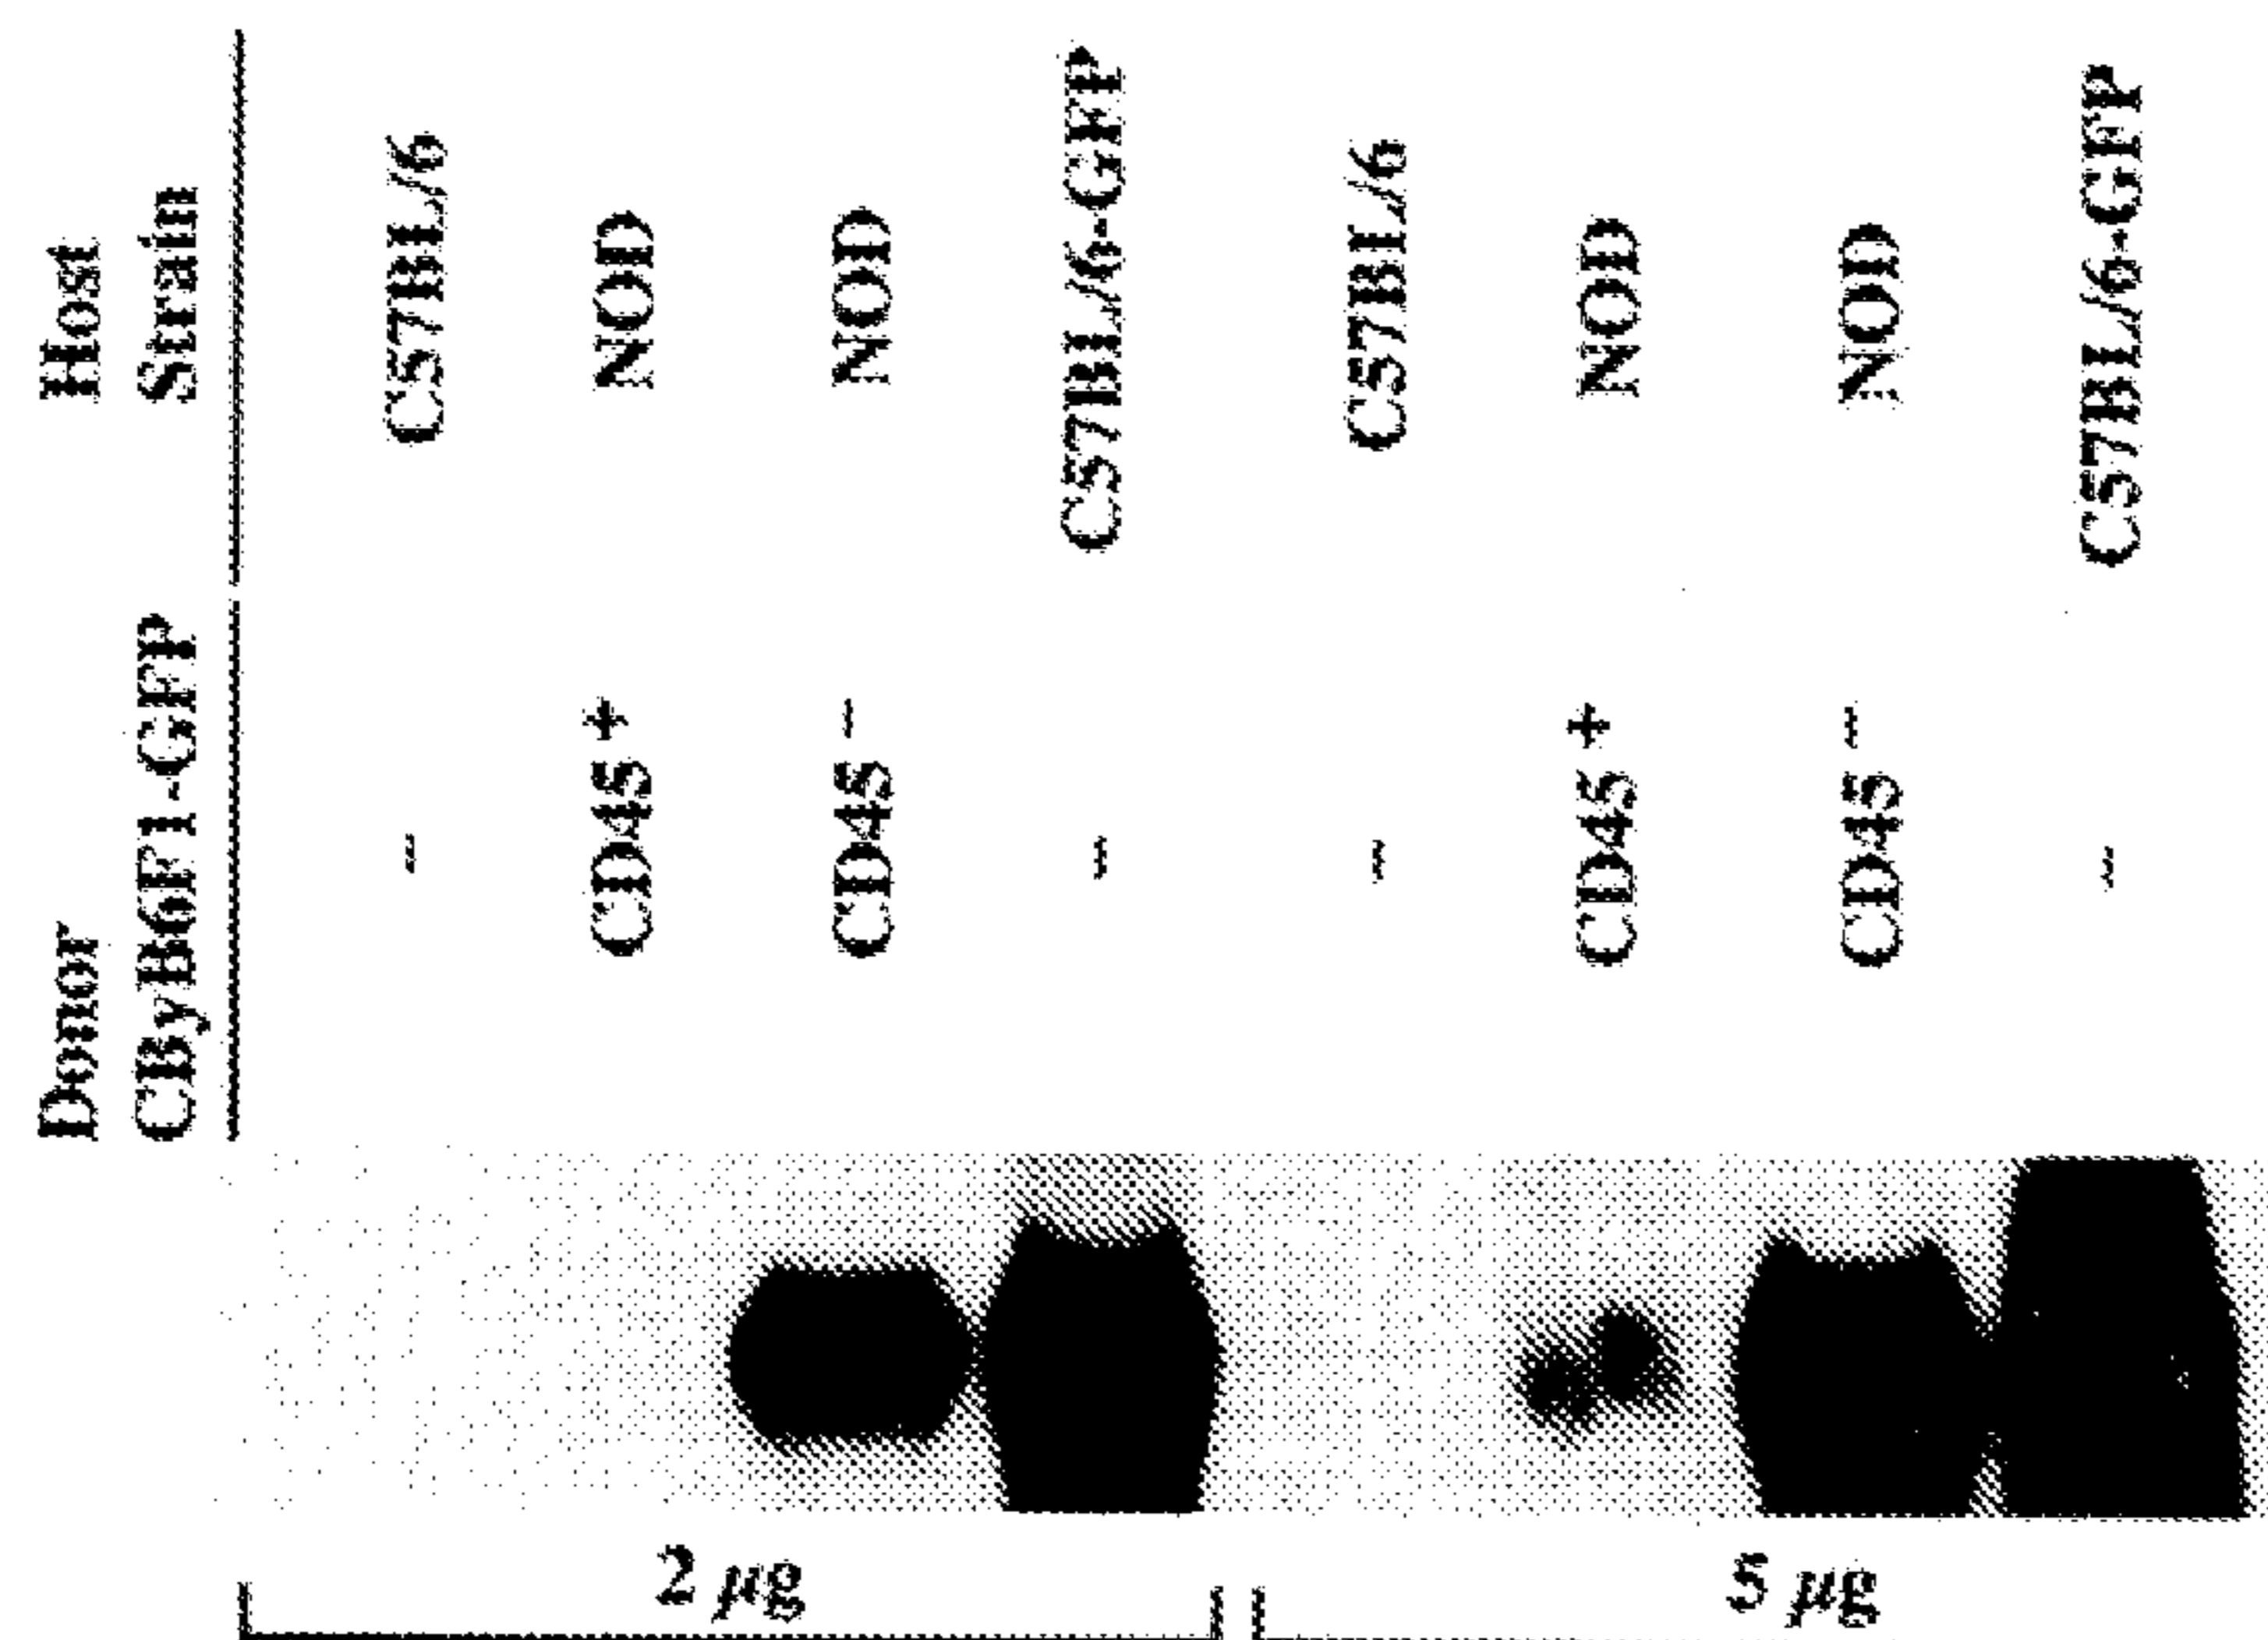 Host
Strain
C57BL/6
NOD
NOD
C57BL/6-GFP
C57BL/6
NOD
NOD
C57BL/6-GFP
Donor
CByB6F1-GFP
-
CD45 +
CD45 -
-
-
CD45 +
CD45 -
-
2 µg
5 µg